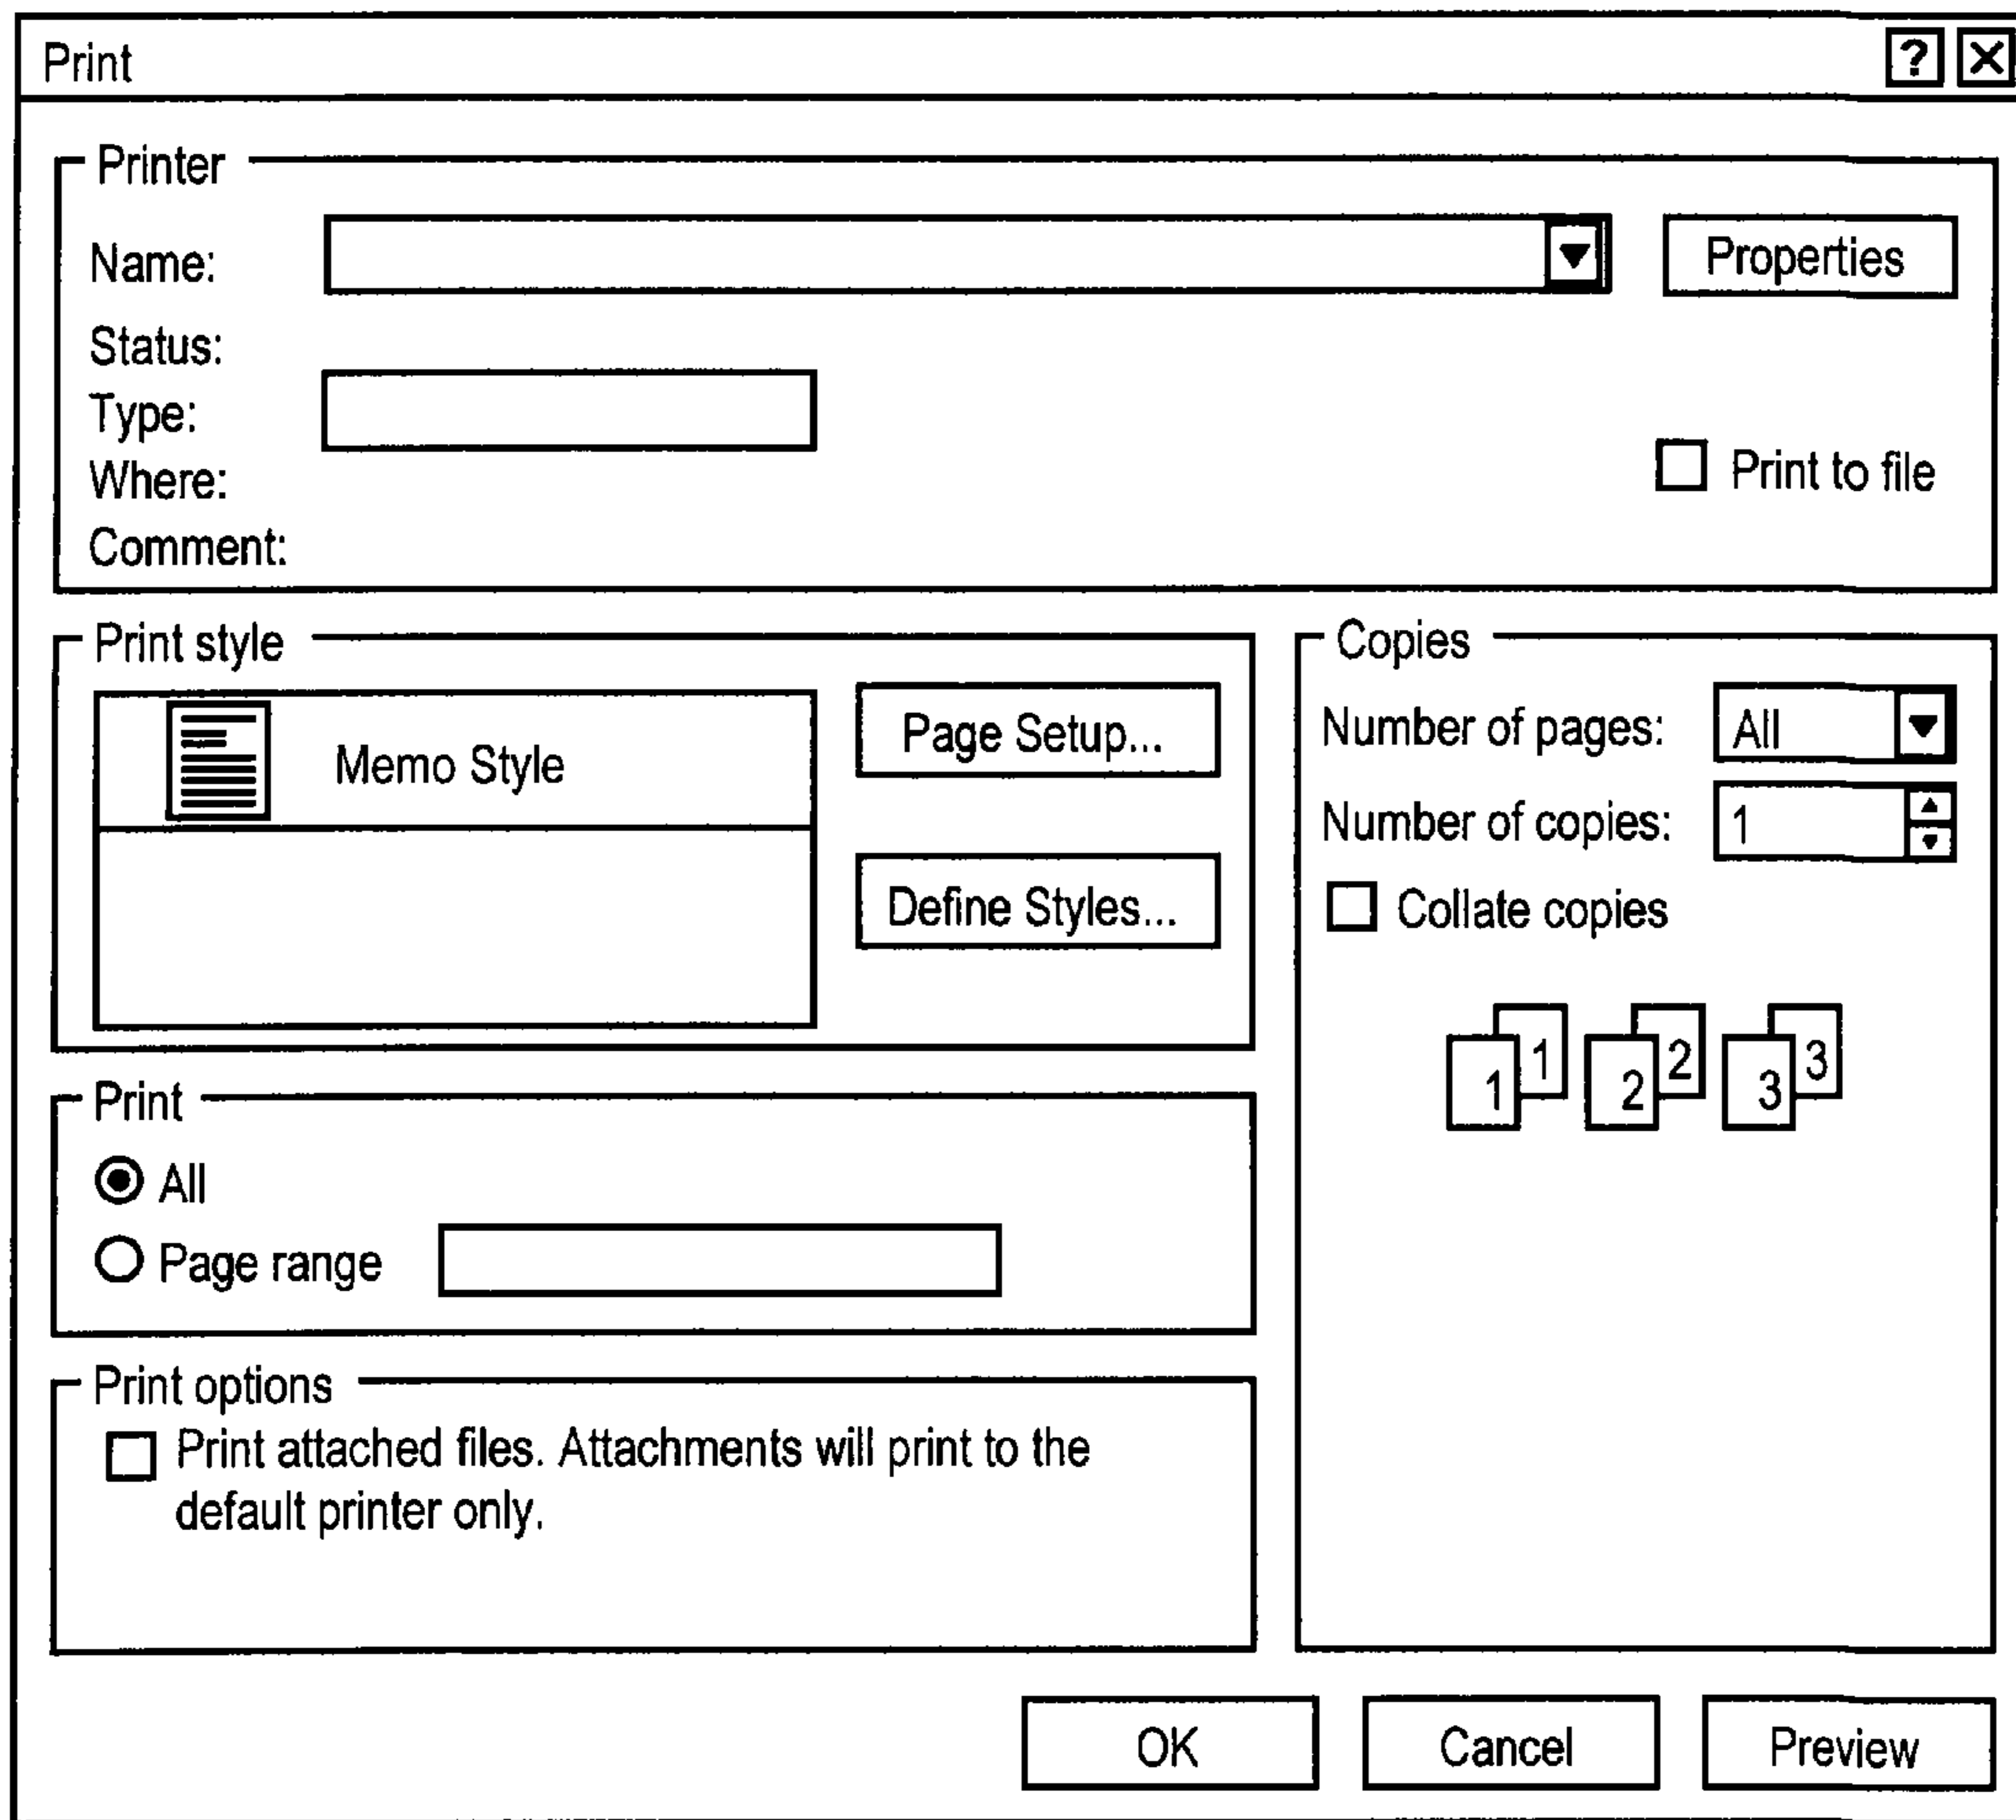 Print ? X
Printer
Name: Properties
Status:
Type:
Where: Print to file
Comment:
Print style
Memo Style Page Setup...
Define Styles...
Copies
Number of pages: All
Number of copies: 1
Collate copies
1 1 2 2 3 3
Print
All
Page range
Print options
Print attached files. Attachments will print to the
default printer only.
OK Cancel Preview